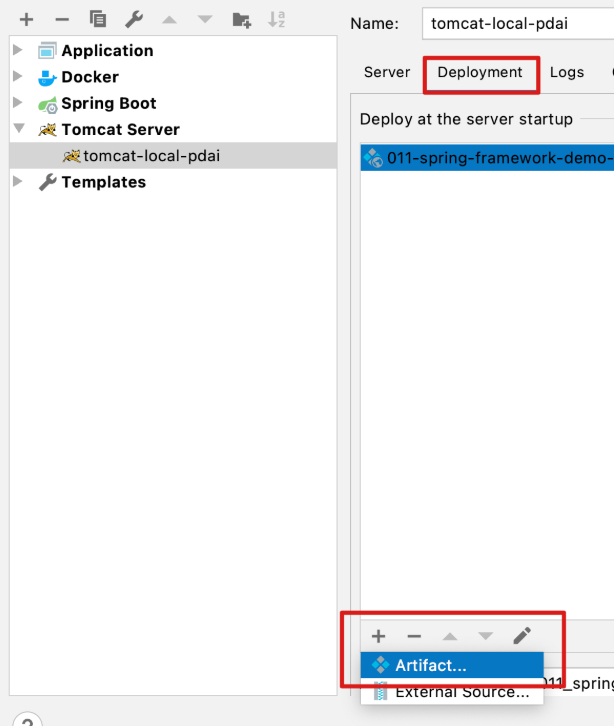 Name:
tomcat-local-pdai
Application
Docker
Spring Boot
Tomcat Server
tomcat-local-pdai
Templates
Server
Deployment
Logs
Deploy at the server startup
011-spring-framework-demo-
Artifact...
External Source...
011_spring
?